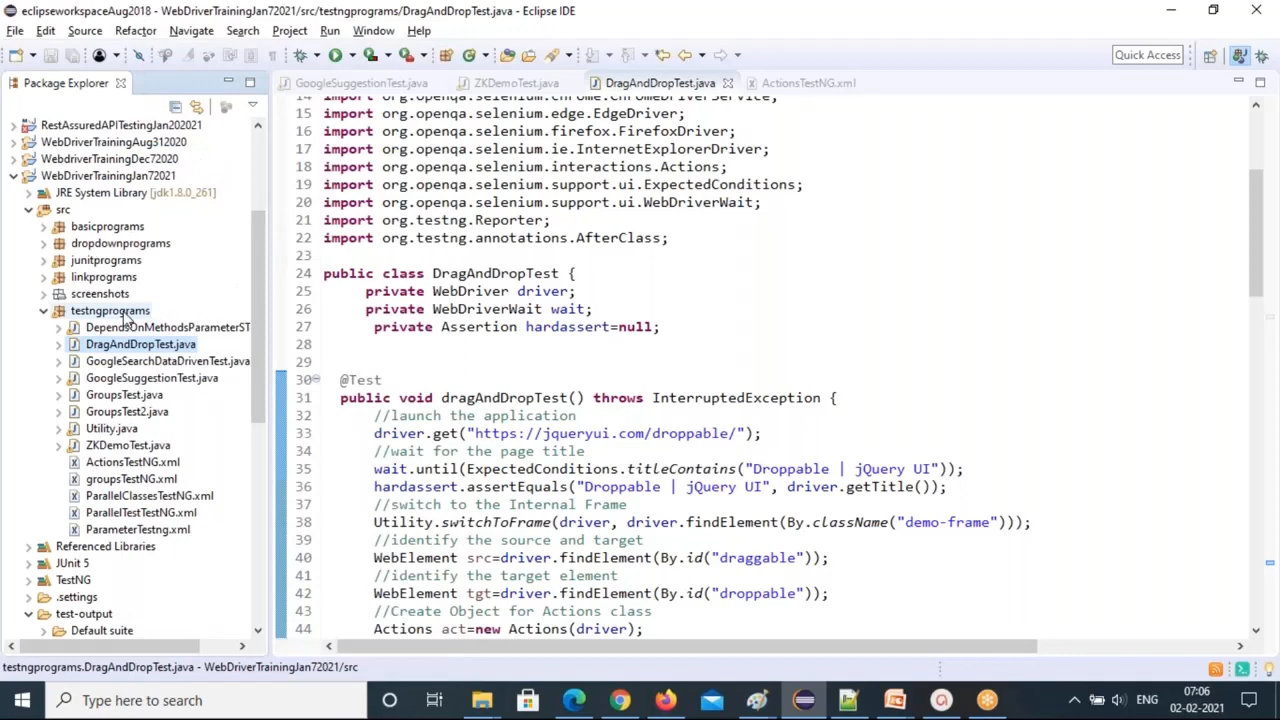 eclipseworkspaceAug2018 - WebDriverTrainingJan72021/src/testngprograms/DragAndDropTest.java - Eclipse IDE
File Edit Source Refactor Navigate Search Project Run Window Help
Quick Access
Package Explorer
GoogleSuggestionTest.java ZKDemoTest.java DragAndDropTest.java ActionsTestNG.xml
RestAssuredAPITestingJan202021
WebDriverTrainingAug312020
WebdriverTrainingDec72020
WebDriverTrainingJan72021
JRE System Library [jdk1.8.0_261]
src
basicprograms
dropdownprograms
junitprograms
linkprograms
screenshots
testngprograms
DependsOnMethodsParameterST
DragAndDropTest.java
GoogleSearchDataDrivenTest.java
GoogleSuggestionTest.java
GroupsTest.java
GroupsTest2.java
Utility.java
ZKDemoTest.java
ActionsTestNG.xml
groupsTestNG.xml
ParallelClassesTestNG.xml
ParallelTestTestNG.xml
ParameterTestng.xml
Referenced Libraries
JUnit 5
TestNG
.settings
test-output
Default suite
14 import org.openqa.selenium.chrome.ChromeDriverService;
15 import org.openqa.selenium.edge.EdgeDriver;
16 import org.openqa.selenium.firefox.FirefoxDriver;
17 import org.openqa.selenium.ie.InternetExplorerDriver;
18 import org.openqa.selenium.interactions.Actions;
19 import org.openqa.selenium.support.ui.ExpectedConditions;
20 import org.openqa.selenium.support.ui.WebDriverWait;
21 import org.testng.Reporter;
22 import org.testng.annotations.AfterClass;
23
24 public class DragAndDropTest {
25 private WebDriver driver;
26 private WebDriverWait wait;
27 private Assertion hardassert=null;
28
29
30 @Test
31 public void dragAndDropTest() throws InterruptedException {
32 //launch the application
33 driver.get("https://jqueryui.com/droppable/");
34 //wait for the page title
35 wait.until(ExpectedConditions.titleContains("Droppable | jQuery UI"));
36 hardassert.assertEquals("Droppable | jQuery UI", driver.getTitle());
37 //switch to the Internal Frame
38 Utility.switchToFrame(driver, driver.findElement(By.className("demo-frame")));
39 //identify the source and target
40 WebElement src=driver.findElement(By.id("draggable"));
41 //identify the target element
42 WebElement tgt=driver.findElement(By.id("droppable"));
43 //Create Object for Actions class
44 Actions act=new Actions(driver);
testngprograms.DragAndDropTest.java - WebDriverTrainingJan72021/src
Type here to search
ENG
07:06
02-02-2021